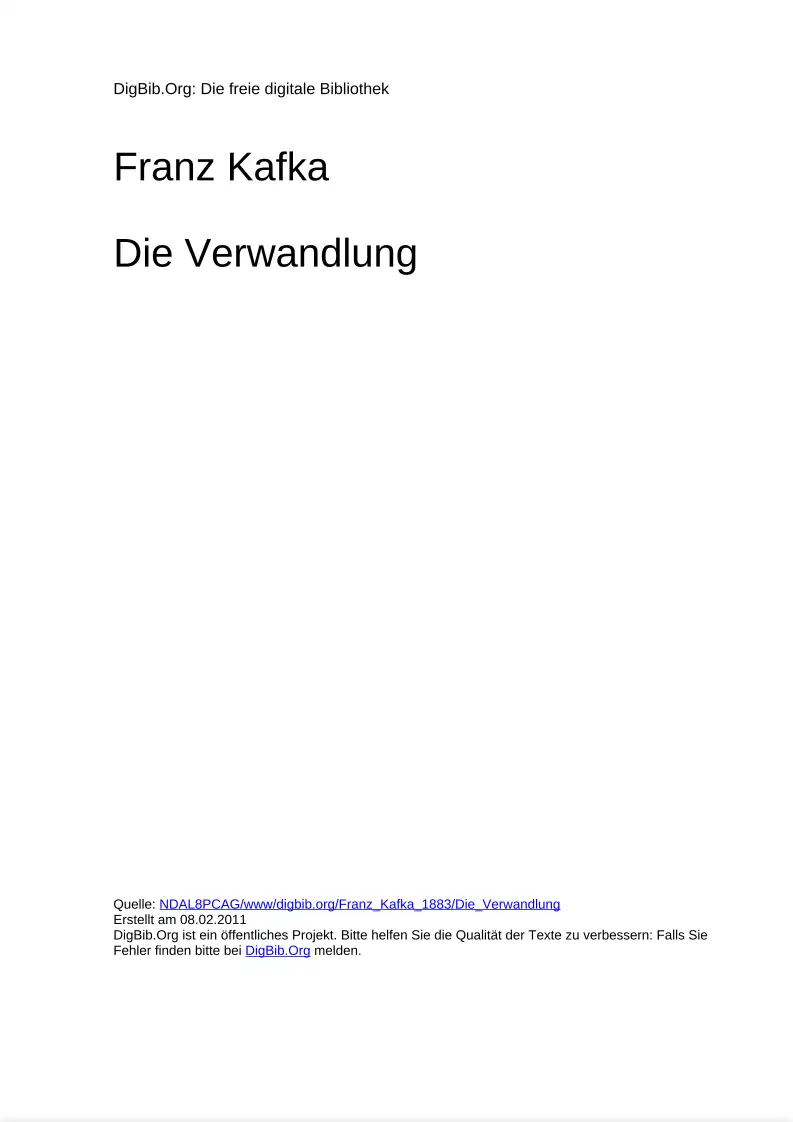 DigBib.Org: Die freie digitale Bibliothek
Franz Kafka
Die Verwandlung
Quelle: NDAL8PCAG/www/digbib.org/Franz_Kafka_1883/Die_Verwandlung
Erstellt am 08.02.2011
DigBib.Org ist ein öffentliches Projekt. Bitte helfen Sie die Qualität der Texte zu verbessern: Falls Sie
Fehler finden bitte bei DigBib.Org melden.